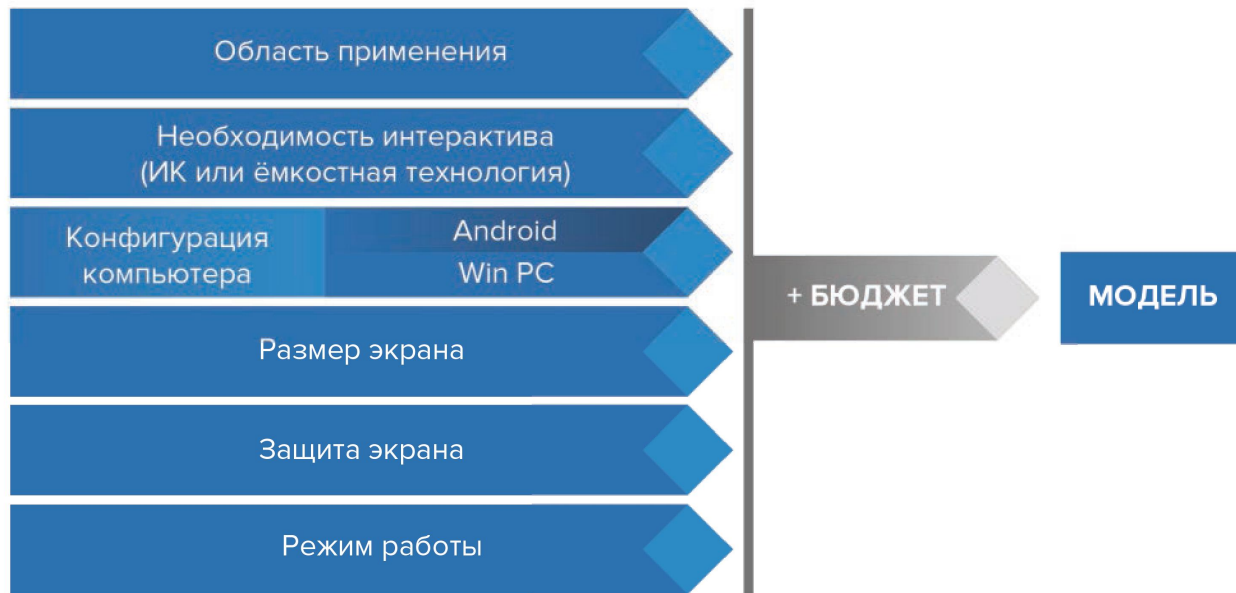 Область применения
Необходимость интерактива
(ИК или ёмкостная технология)
Конфигурация
компьютера
Android
Win PC
Размер экрана
Защита экрана
Режим работы
+ БЮДЖЕТ
МОДЕЛЬ